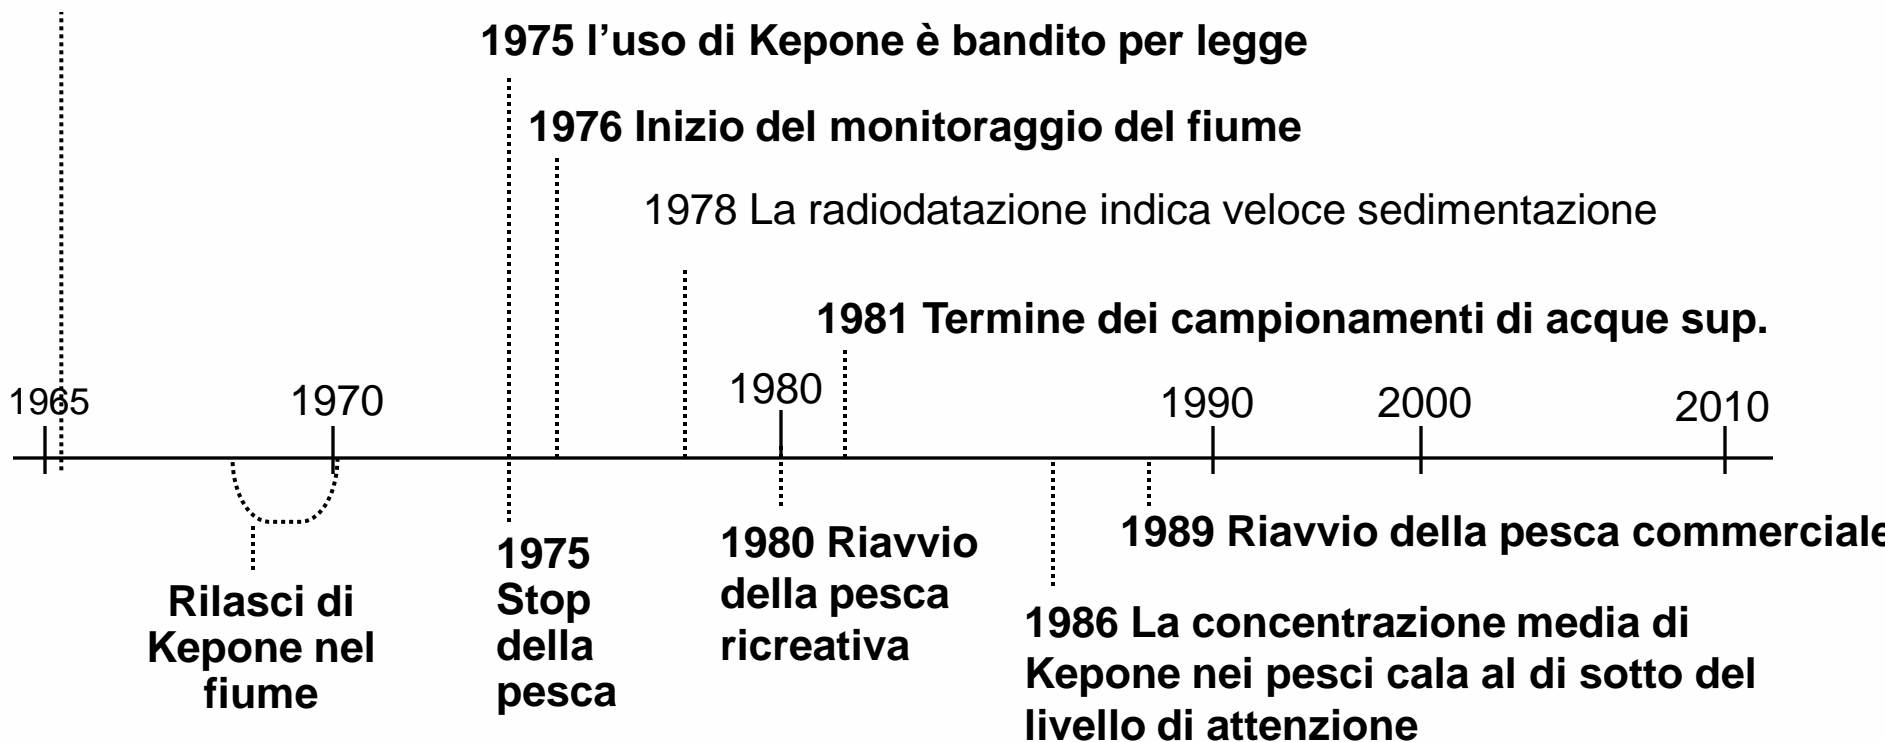 1975 l’uso di Kepone è bandito per legge
1976 Inizio del monitoraggio del fiume
1978 La radiodatazione indica veloce sedimentazione
1981 Termine dei campionamenti di acque sup.
1965
1970
1980
1990
2000
2010
Rilasci di
Kepone nel
fiume
1975
Stop
della
pesca
1980 Riavvio
della pesca
ricreativa
1989 Riavvio della pesca commerciale
1986 La concentrazione media di
Kepone nei pesci cala al di sotto del
livello di attenzione